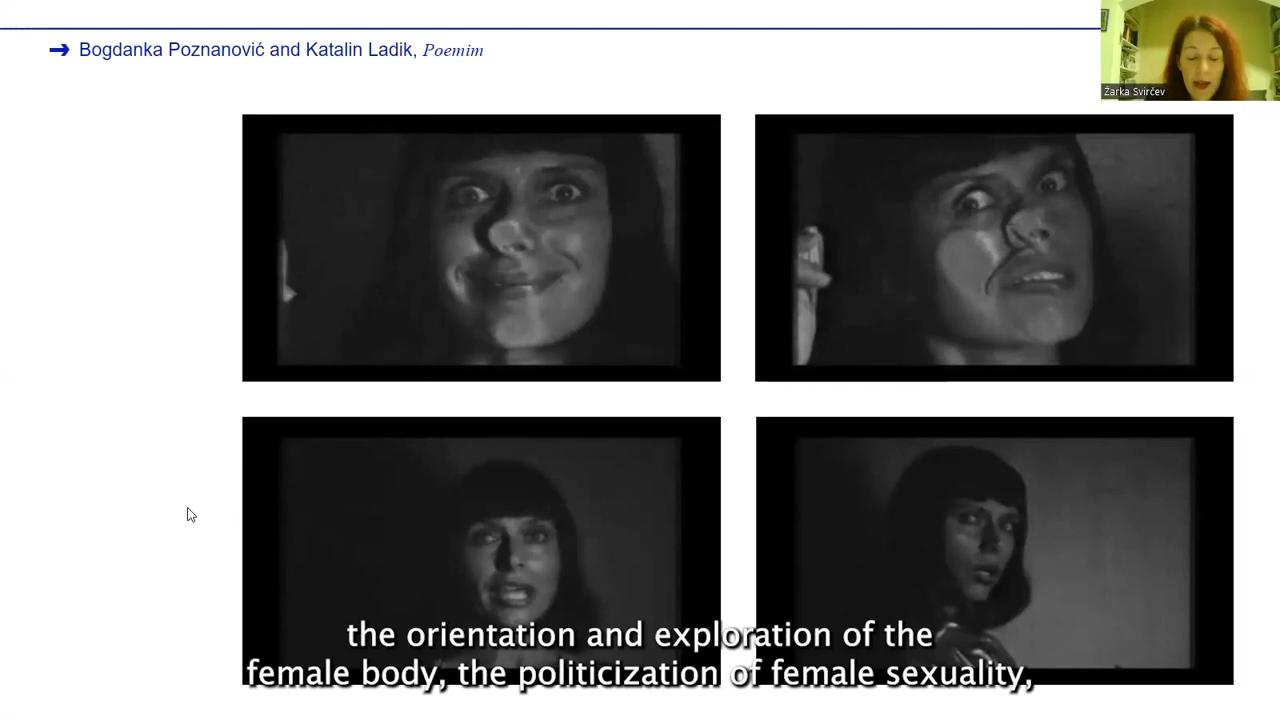 ➔ Bogdanka Poznanović and Katalin Ladik, Poemim
Žarka Svirčev
the orientation and exploration of the
female body, the politicization of female sexuality,